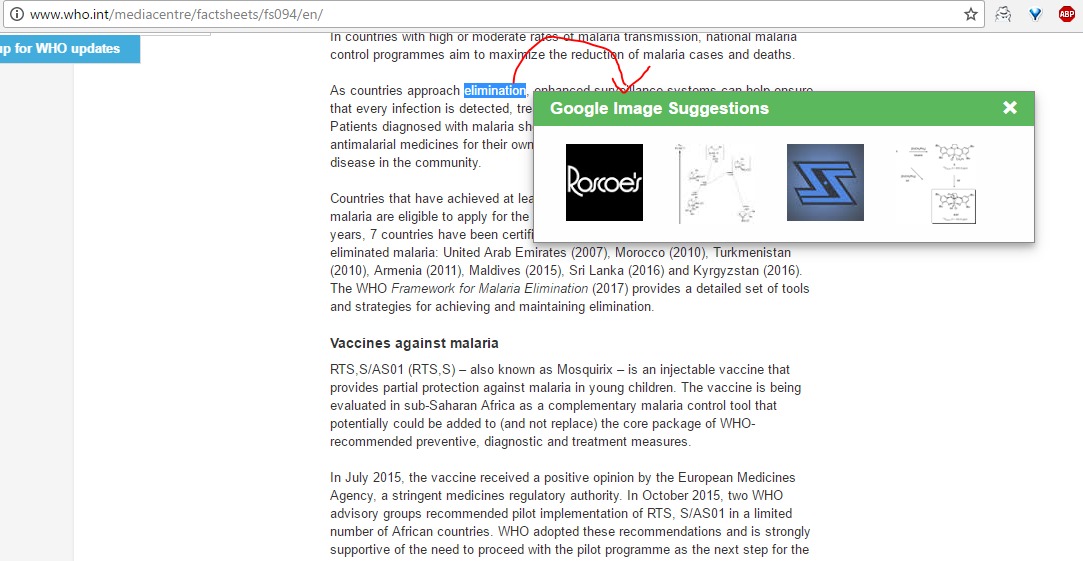 www.who.int/mediacentre/factsheets/fs094/en/
ABP
up for WHO updates
In countries with high or moderate rates of malaria transmission, national malaria
control programmes aim to maximize the reduction of malaria cases and deaths.
As countries approach elimination, enhanced surveillance systems can help ensure
that every infection is detected, tre
Patients diagnosed with malaria sh
antimalarial medicines for their own
disease in the community.
Google Image Suggestions
Roscoe's
Countries that have achieved at lea
malaria are eligible to apply for the
years, 7 countries have been certifi
eliminated malaria: United Arab Emirates (2007), Morocco (2010), Turkmenistan
(2010), Armenia (2011), Maldives (2015), Sri Lanka (2016) and Kyrgyzstan (2016).
The WHO Framework for Malaria Elimination (2017) provides a detailed set of tools
and strategies for achieving and maintaining elimination.
Vaccines against malaria
RTS,S/AS01 (RTS,S) – also known as Mosquirix – is an injectable vaccine that
provides partial protection against malaria in young children. The vaccine is being
evaluated in sub-Saharan Africa as a complementary malaria control tool that
potentially could be added to (and not replace) the core package of WHO-
recommended preventive, diagnostic and treatment measures.
In July 2015, the vaccine received a positive opinion by the European Medicines
Agency, a stringent medicines regulatory authority. In October 2015, two WHO
advisory groups recommended pilot implementation of RTS, S/AS01 in a limited
number of African countries. WHO adopted these recommendations and is strongly
supportive of the need to proceed with the pilot programme as the next step for the